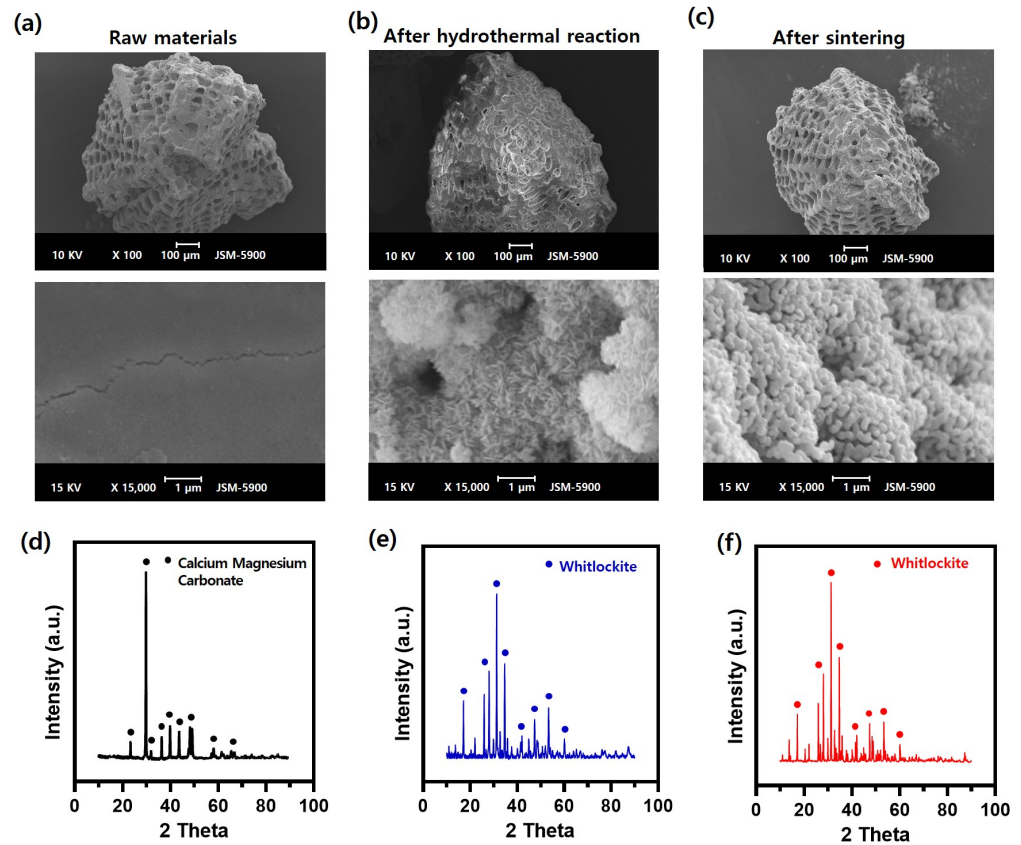 (a)
Raw materials
10 KV X 100 100 μm JSM-5900
15 KV X 15,000 1 μm JSM-5900
(b)
After hydrothermal reaction
10 KV X 100 100 μm JSM-5900
15 KV X 15,000 1 μm JSM-5900
(c)
After sintering
10 KV X 100 100 μm JSM-5900
15 KV X 15,000 1 μm JSM-5900
(d)
Calcium Magnesium
Carbonate
Intensity (a.u.)
0 20 40 60 80 100
2 Theta
(e)
Whitlockite
Intensity (a.u.)
0 20 40 60 80 100
2 Theta
(f)
Whitlockite
Intensity (a.u.)
0 20 40 60 80 100
2 Theta